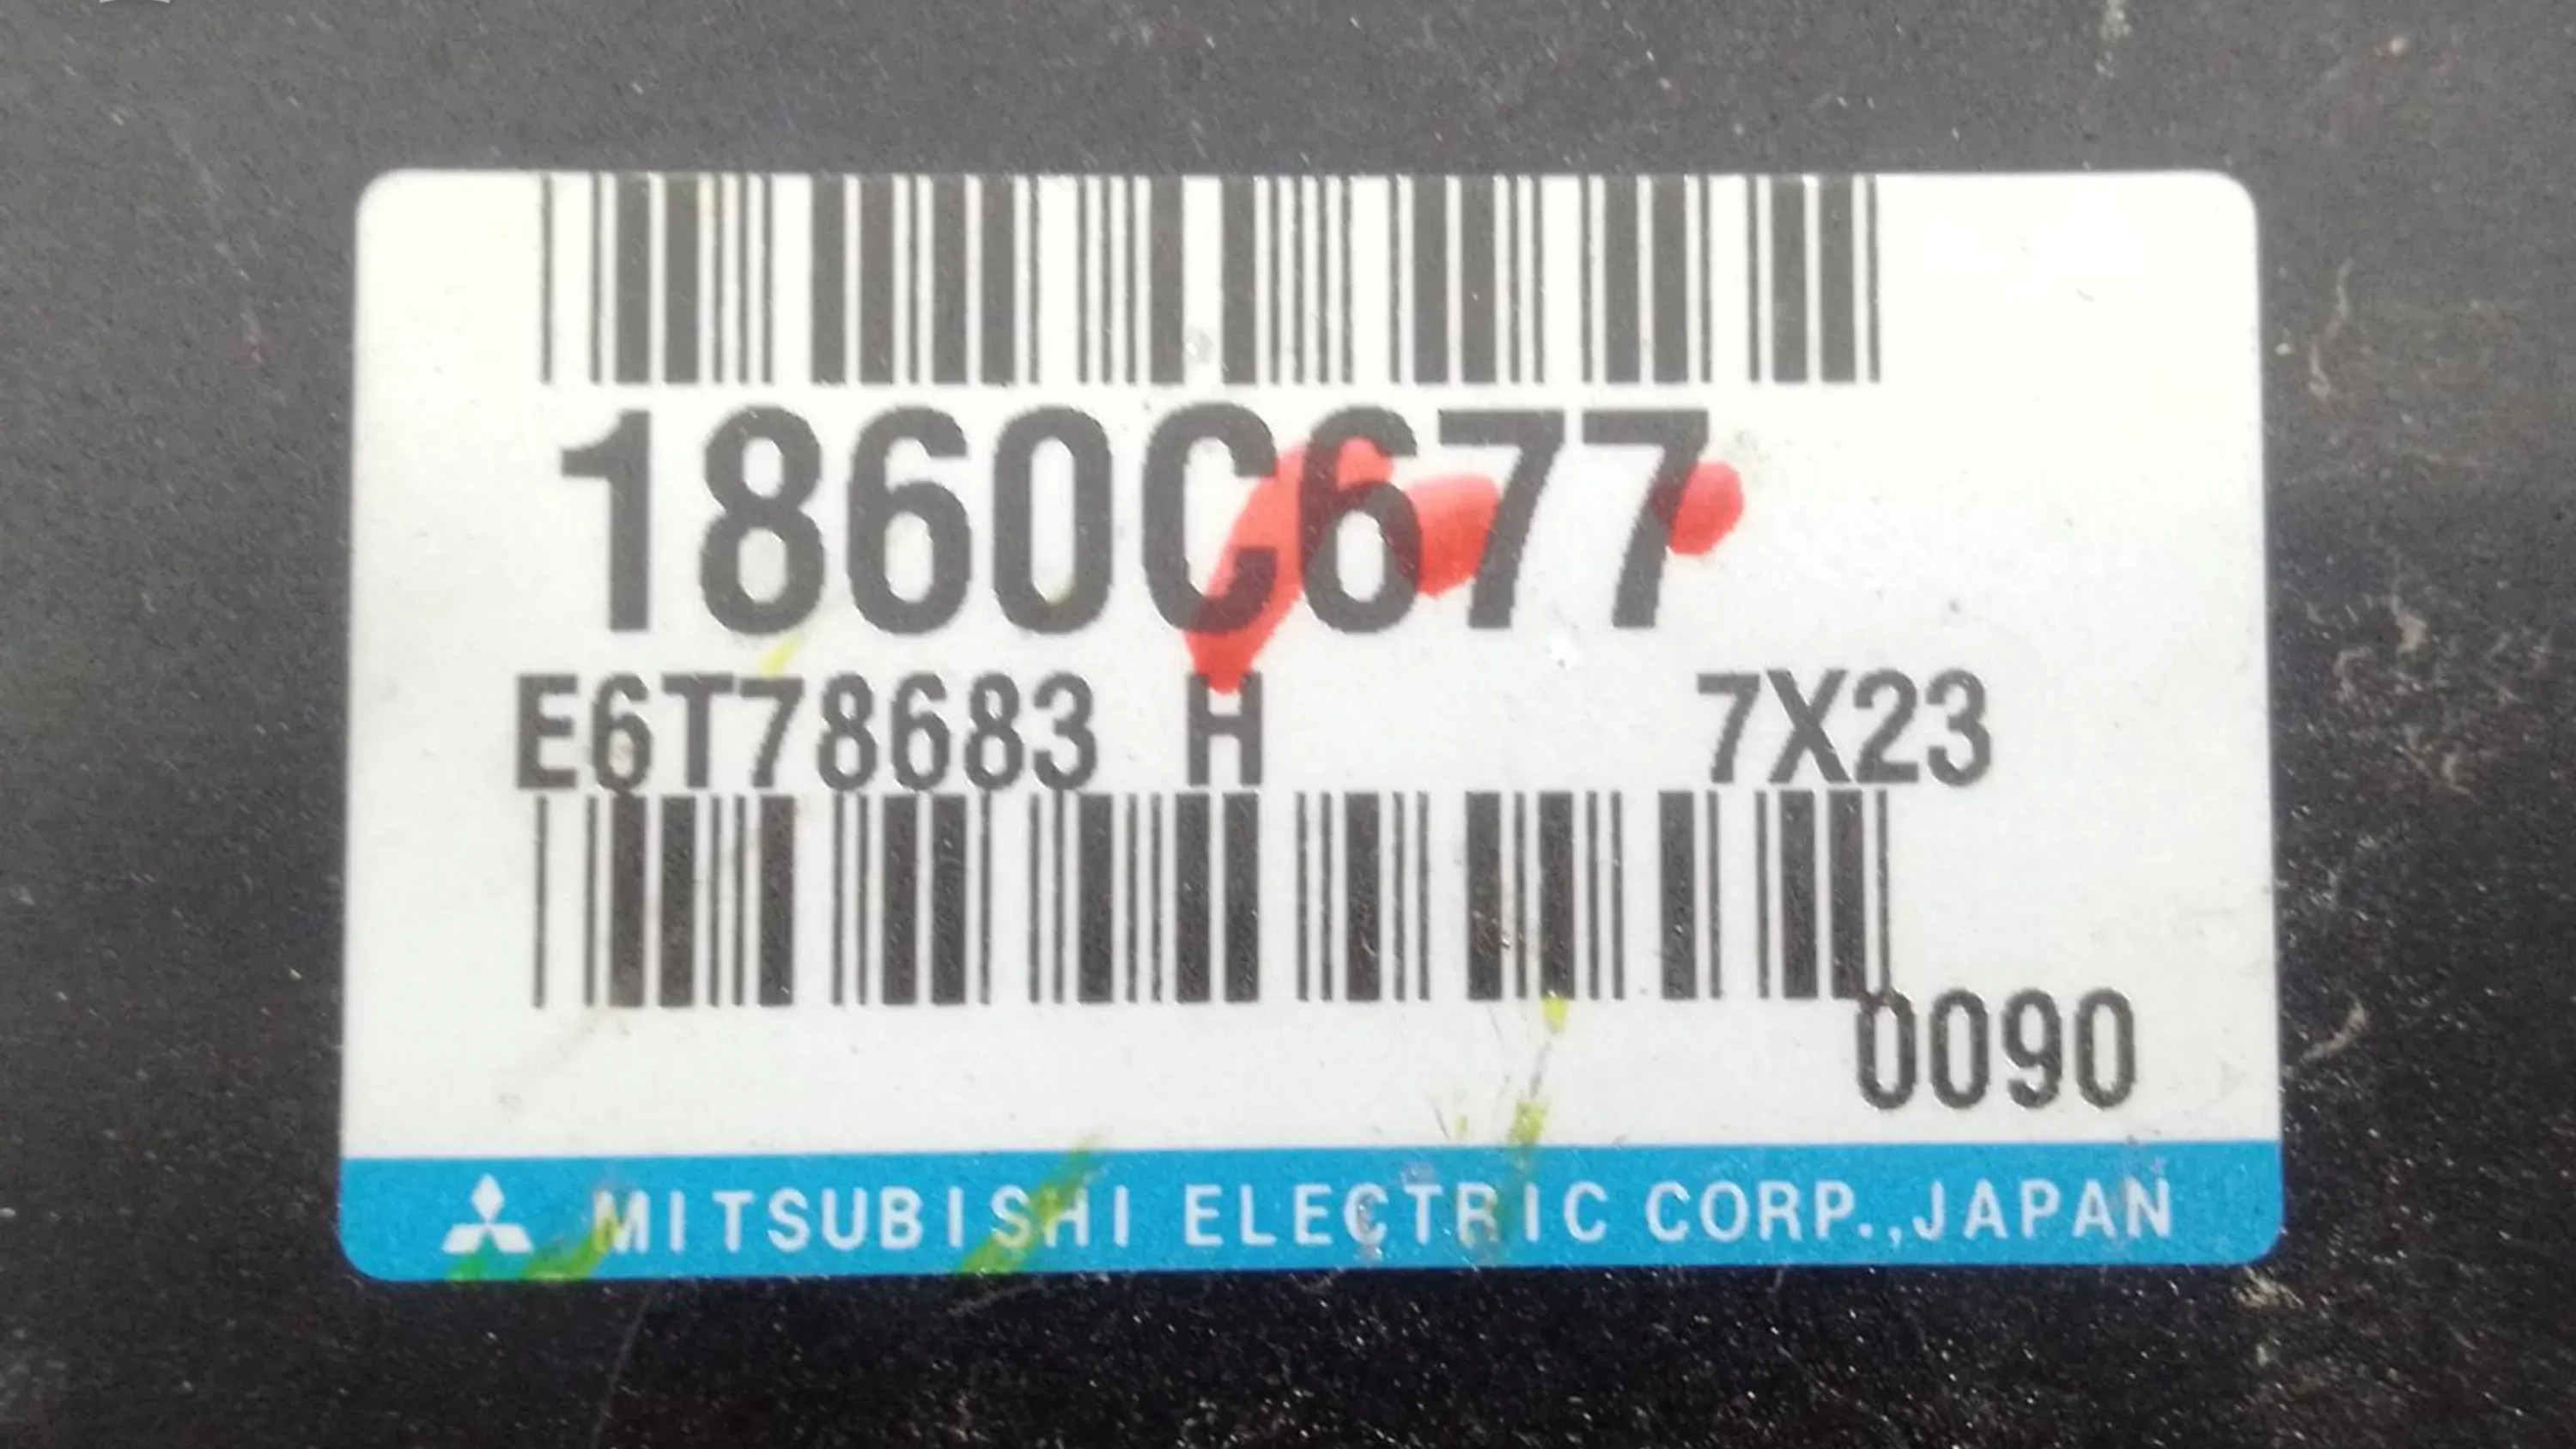 1860C677
E6T78683 H 7X23
0090
MITSUBISHI ELECTRIC CORP.,JAPAN